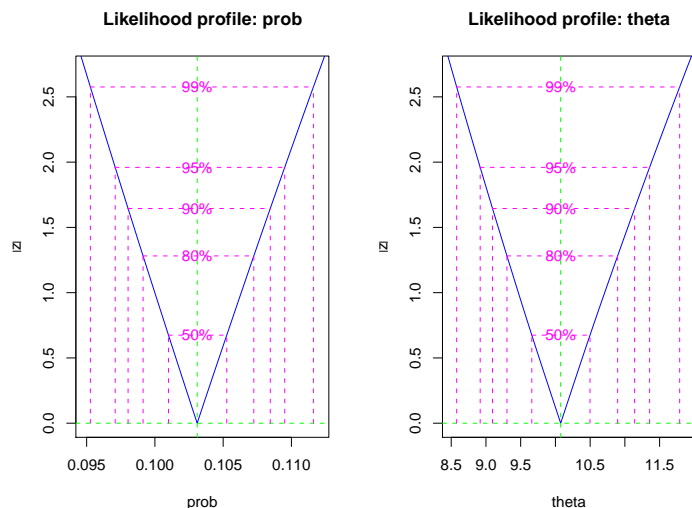 Likelihood profile: prob
2.5
2.0
1.5
1.0
0.5
0.0
|z|
99%
95%
90%
80%
50%
0.095 0.100 0.105 0.110
prob
Likelihood profile: theta
2.5
2.0
1.5
1.0
0.5
0.0
|z|
99%
95%
90%
80%
50%
8.5 9.0 9.5 10.5 11.5
theta